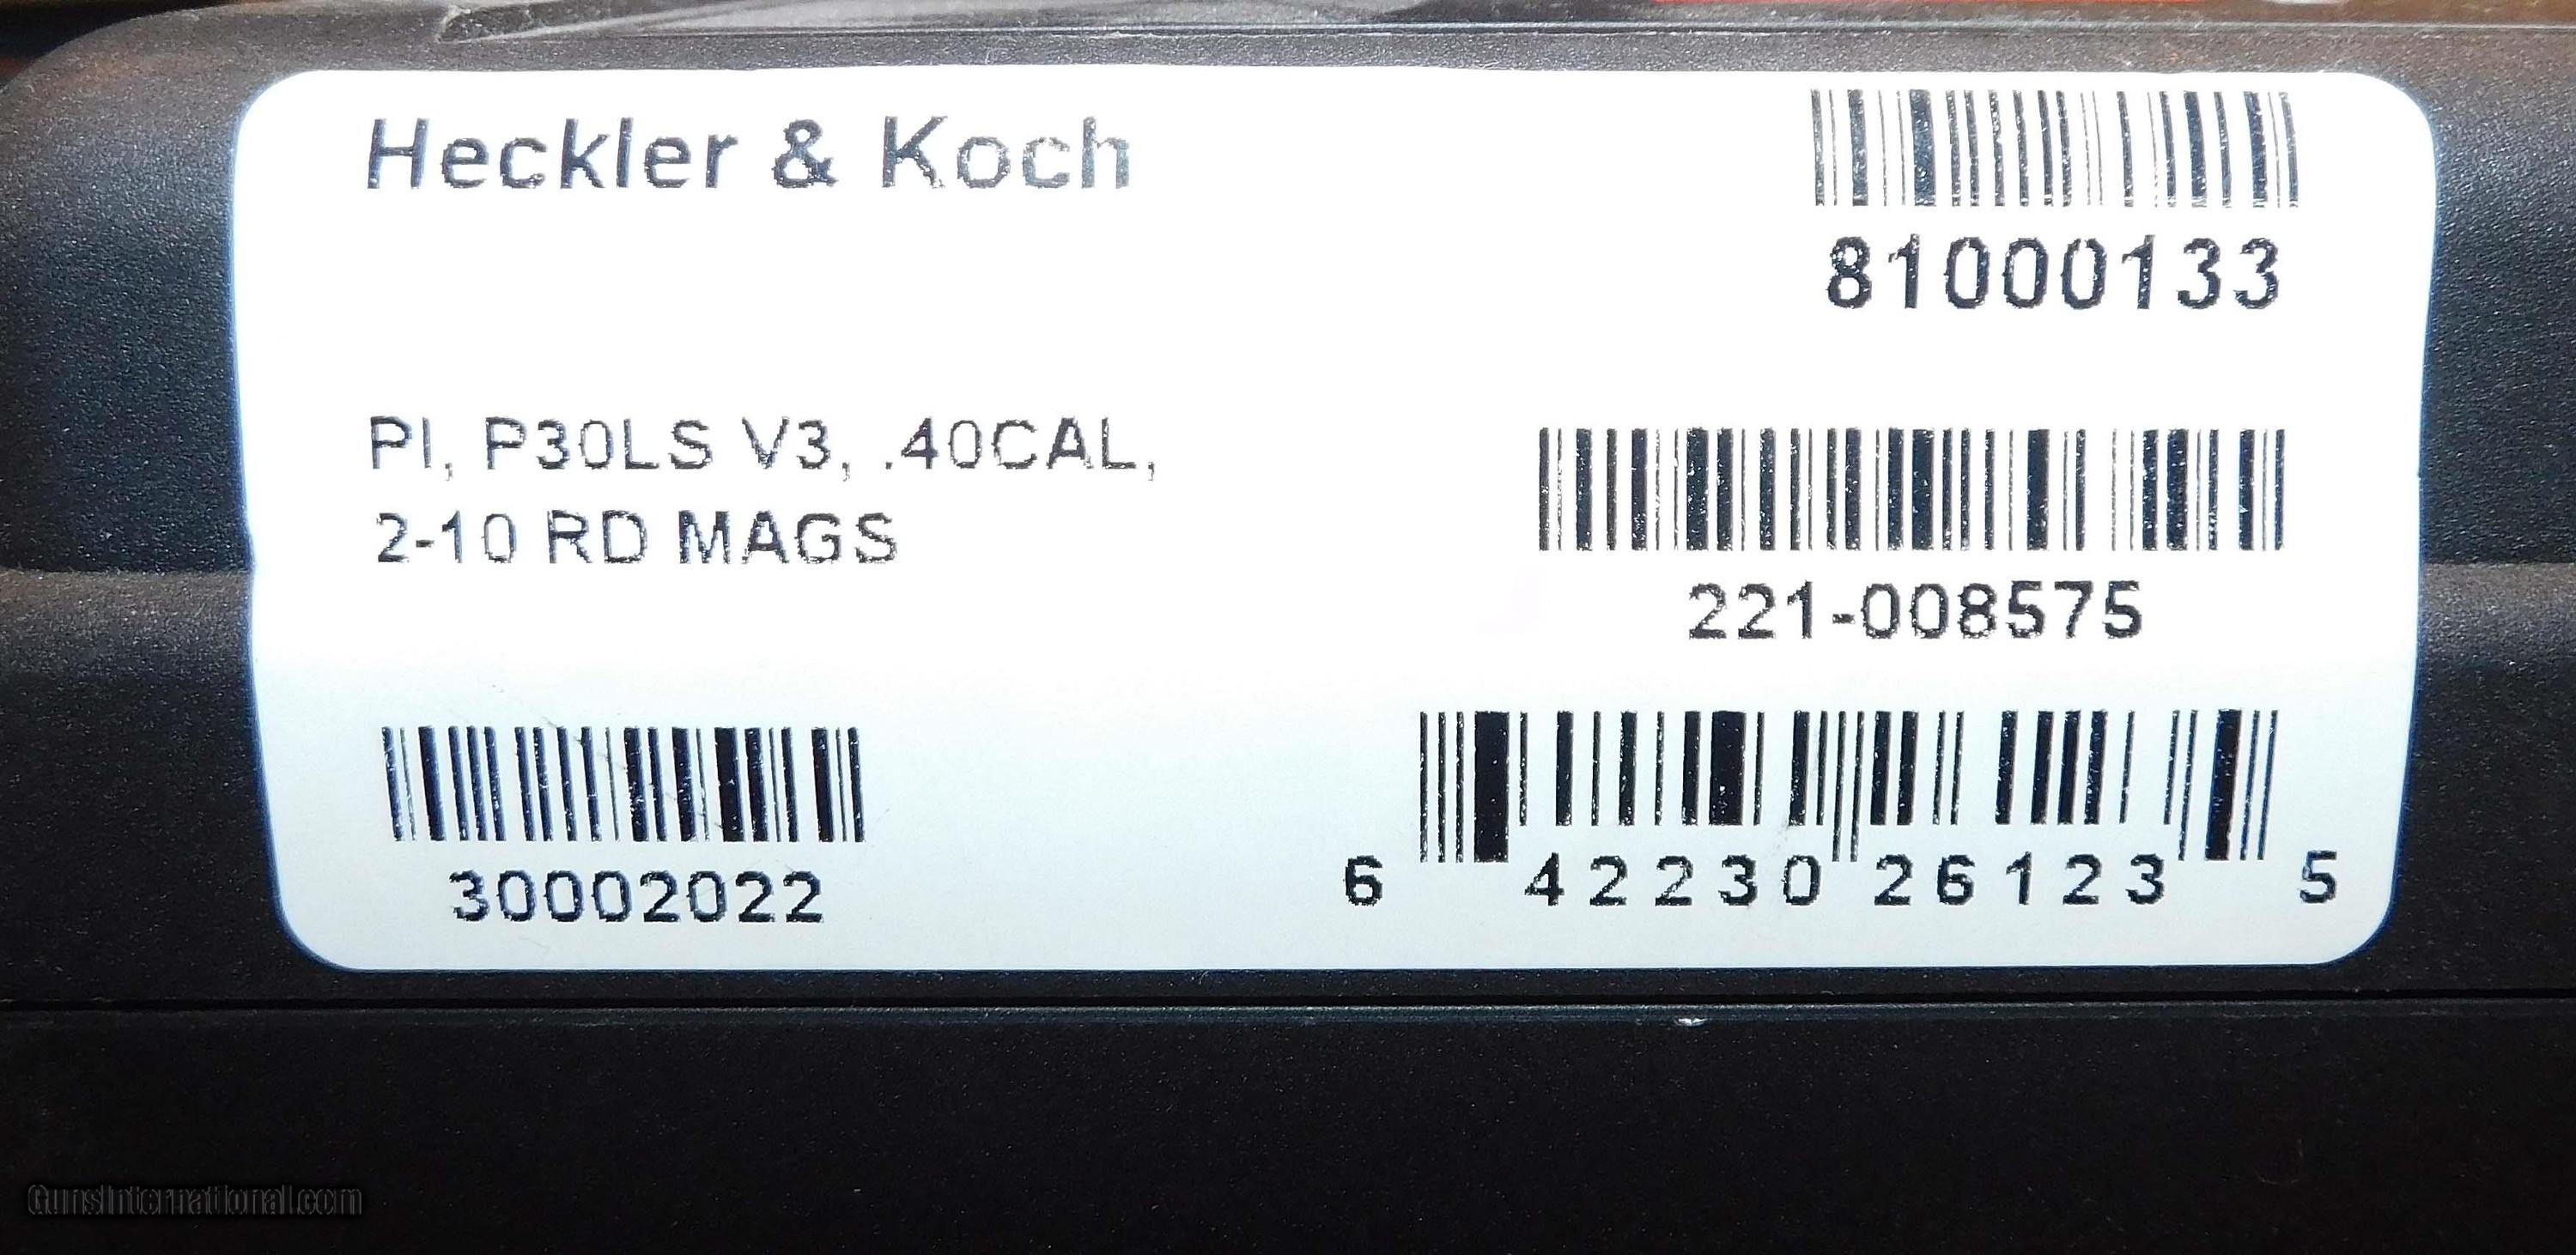 Heckler & Koch
81000133
PI, P30LS V3, .40CAL,
2-10 RD MAGS
221-008575
30002022
6 42230 26123 5
GunsInternational.com